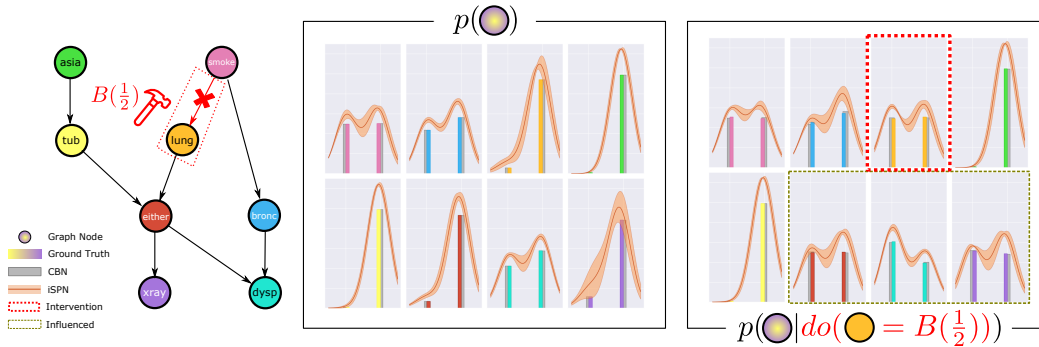 asia
smoke
B(1/2)
tub
lung
either
bronc
xray
dysp
Graph Node
Ground Truth
CBN
iSPN
Intervention
Influenced
p( )
p( |do( = B(1/2)))